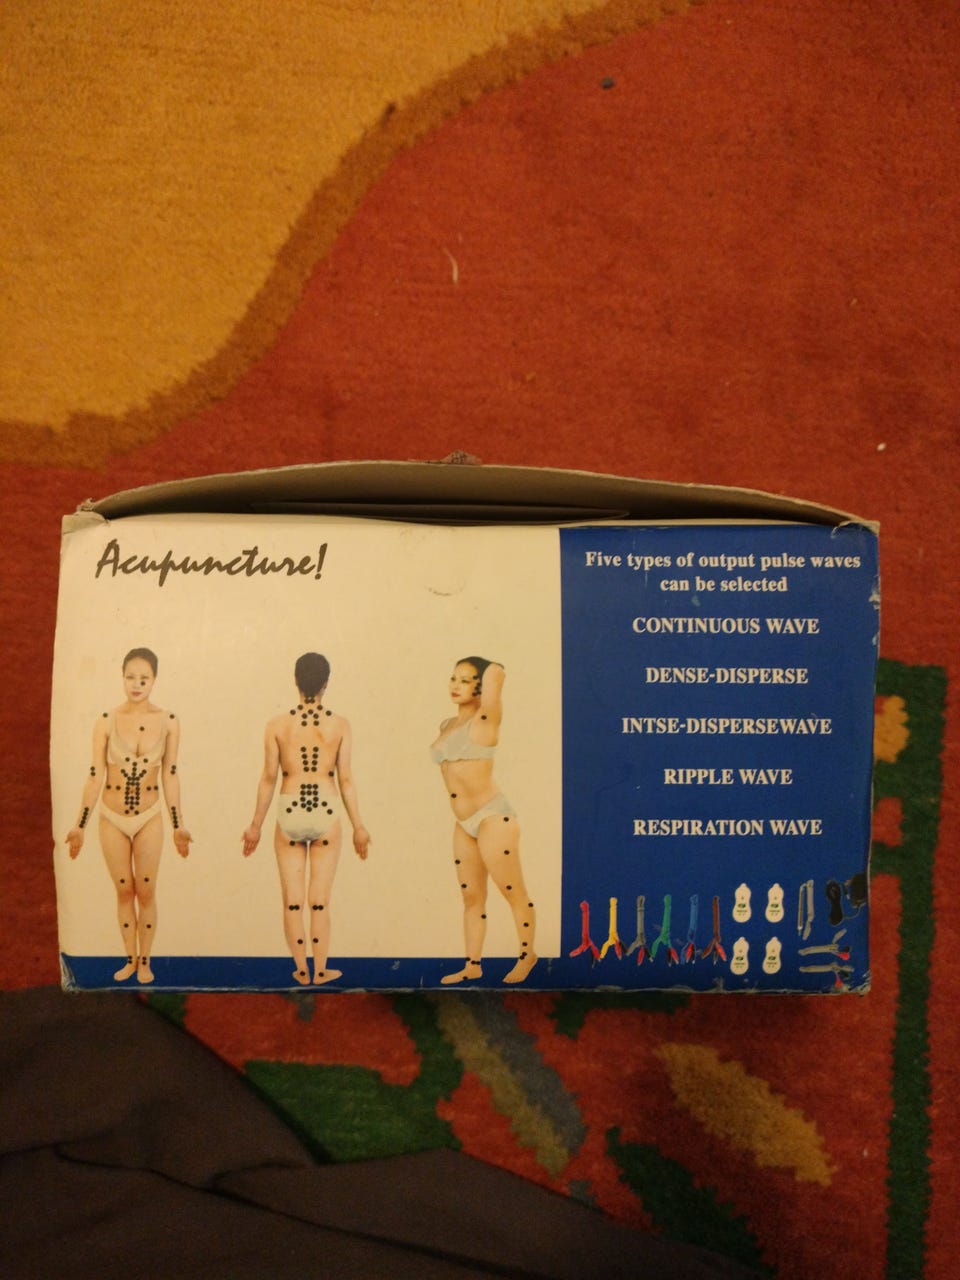 Acupuncture!
Five types of output pulse waves
can be selected
CONTINUOUS WAVE
DENSE-DISPERSE
INTSE-DISPERSEWAVE
RIPPLE WAVE
RESPIRATION WAVE